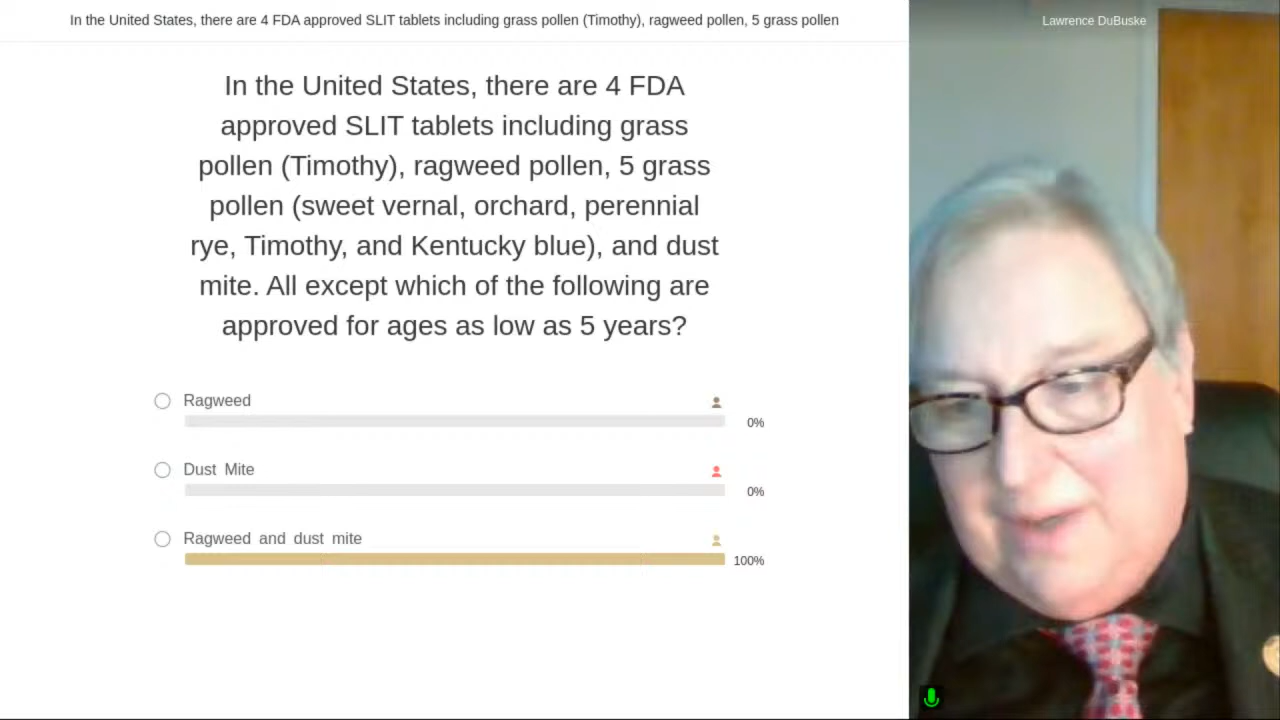 In the United States, there are 4 FDA approved SLIT tablets including grass pollen (Timothy), ragweed pollen, 5 grass pollen
Lawrence DuBuske
In the United States, there are 4 FDA
approved SLIT tablets including grass
pollen (Timothy), ragweed pollen, 5 grass
pollen (sweet vernal, orchard, perennial
rye, Timothy, and Kentucky blue), and dust
mite. All except which of the following are
approved for ages as low as 5 years?
Ragweed
0%
Dust Mite
0%
Ragweed and dust mite
100%